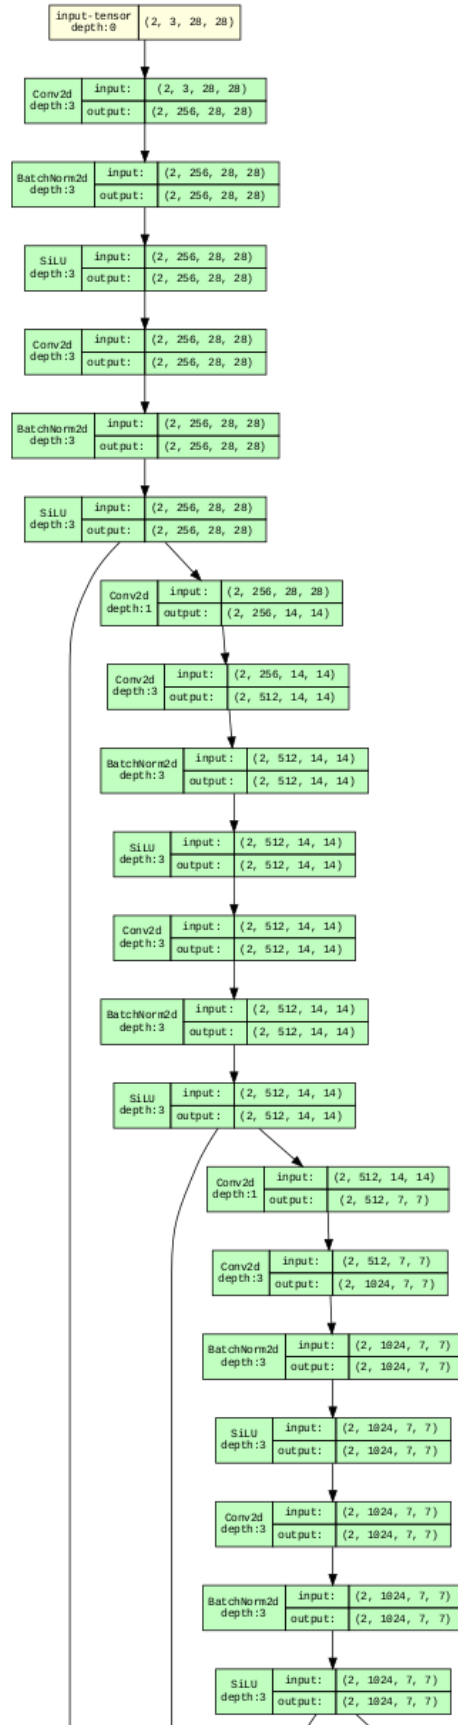 input-tensor
depth:0
(2, 3, 28, 28)
Conv2d
depth:3
input: (2, 3, 28, 28)
output: (2, 256, 28, 28)
BatchNorm2d
depth:3
input: (2, 256, 28, 28)
output: (2, 256, 28, 28)
SiLU
depth:3
input: (2, 256, 28, 28)
output: (2, 256, 28, 28)
Conv2d
depth:3
input: (2, 256, 28, 28)
output: (2, 256, 28, 28)
BatchNorm2d
depth:3
input: (2, 256, 28, 28)
output: (2, 256, 28, 28)
SiLU
depth:3
input: (2, 256, 28, 28)
output: (2, 256, 28, 28)
Conv2d
depth:1
input: (2, 256, 28, 28)
output: (2, 256, 14, 14)
Conv2d
depth:3
input: (2, 256, 14, 14)
output: (2, 512, 14, 14)
BatchNorm2d
depth:3
input: (2, 512, 14, 14)
output: (2, 512, 14, 14)
SiLU
depth:3
input: (2, 512, 14, 14)
output: (2, 512, 14, 14)
Conv2d
depth:3
input: (2, 512, 14, 14)
output: (2, 512, 14, 14)
BatchNorm2d
depth:3
input: (2, 512, 14, 14)
output: (2, 512, 14, 14)
SiLU
depth:3
input: (2, 512, 14, 14)
output: (2, 512, 14, 14)
Conv2d
depth:1
input: (2, 512, 14, 14)
output: (2, 512, 7, 7)
Conv2d
depth:3
input: (2, 512, 7, 7)
output: (2, 1024, 7, 7)
BatchNorm2d
depth:3
input: (2, 1024, 7, 7)
output: (2, 1024, 7, 7)
SiLU
depth:3
input: (2, 1024, 7, 7)
output: (2, 1024, 7, 7)
Conv2d
depth:3
input: (2, 1024, 7, 7)
output: (2, 1024, 7, 7)
BatchNorm2d
depth:3
input: (2, 1024, 7, 7)
output: (2, 1024, 7, 7)
SiLU
depth:3
input: (2, 1024, 7, 7)
output: (2, 1024, 7, 7)